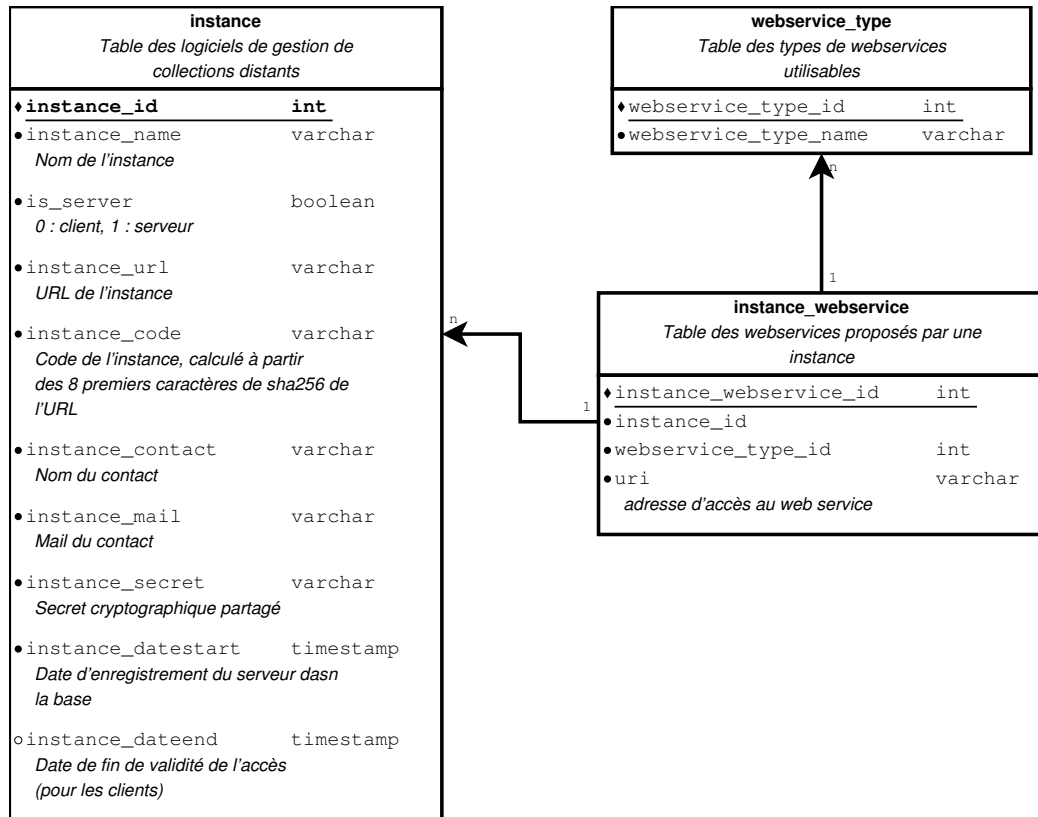 instance
Table des logiciels de gestion de
collections distants
instance_id int
instance_name varchar
Nom de l'instance
is_server boolean
0 : client, 1 : serveur
instance_url varchar
URL de l'instance
instance_code varchar
Code de l'instance, calculé à partir
des 8 premiers caractères de sha256 de
l'URL
instance_contact varchar
Nom du contact
instance_mail varchar
Mail du contact
instance_secret varchar
Secret cryptographique partagé
instance_datestart timestamp
Date d'enregistrement du serveur dasn
la base
instance_dateend timestamp
Date de fin de validité de l'accès
(pour les clients)
webservice_type
Table des types de webservices
utilisables
webservice_type_id int
webservice_type_name varchar
n
1
n
1
instance_webservice
Table des webservices proposés par une
instance
instance_webservice_id int
instance_id
webservice_type_id int
uri varchar
adresse d'accès au web service